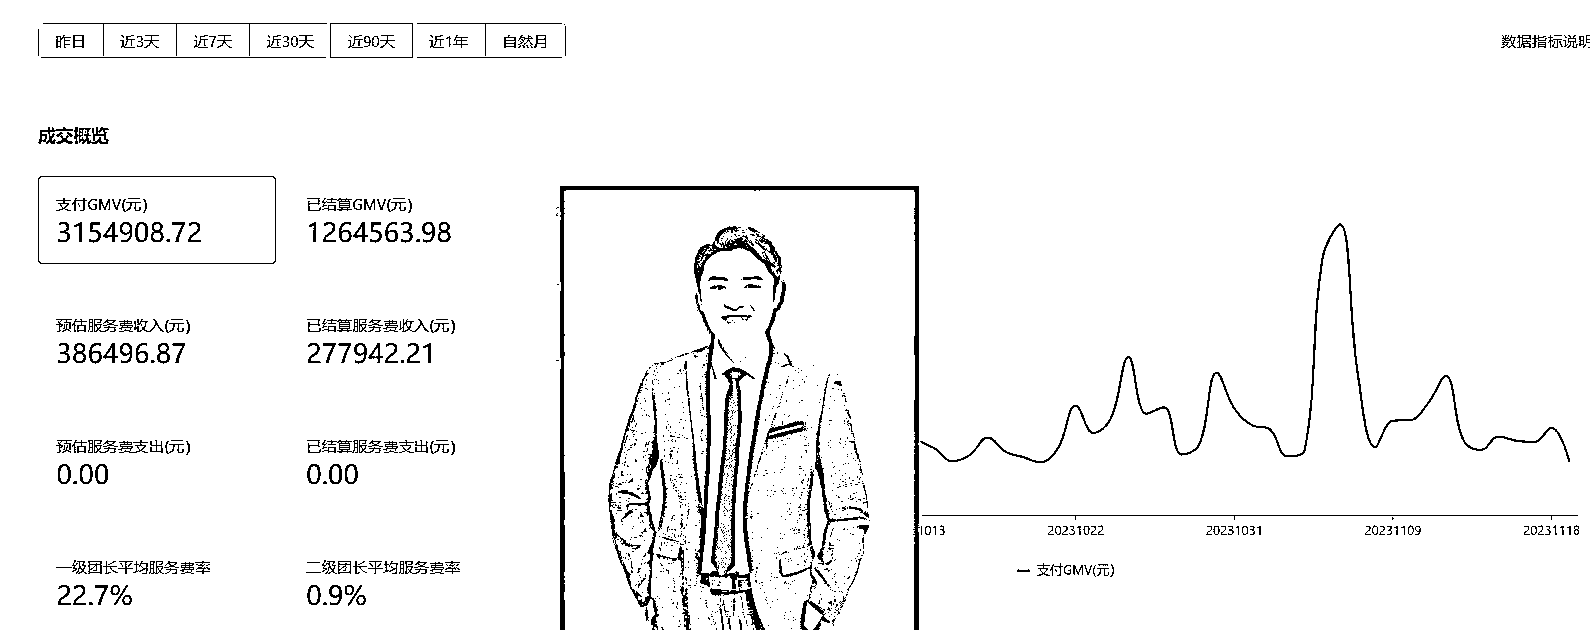 昨日 近3天 近7天 近30天 近90天 近1年 自然月
数据指标说明
成交概览
支付GMV(元) 已结算GMV(元)
3154908.72 1264563.98
预估服务费收入(元) 已结算服务费收入(元)
386496.87 277942.21
预估服务费支出(元) 已结算服务费支出(元)
0.00 0.00
一级团长平均服务费率 二级团长平均服务费率
22.7% 0.9%
1013 20231022 20231031 20231109 20231118
支付GMV(元)